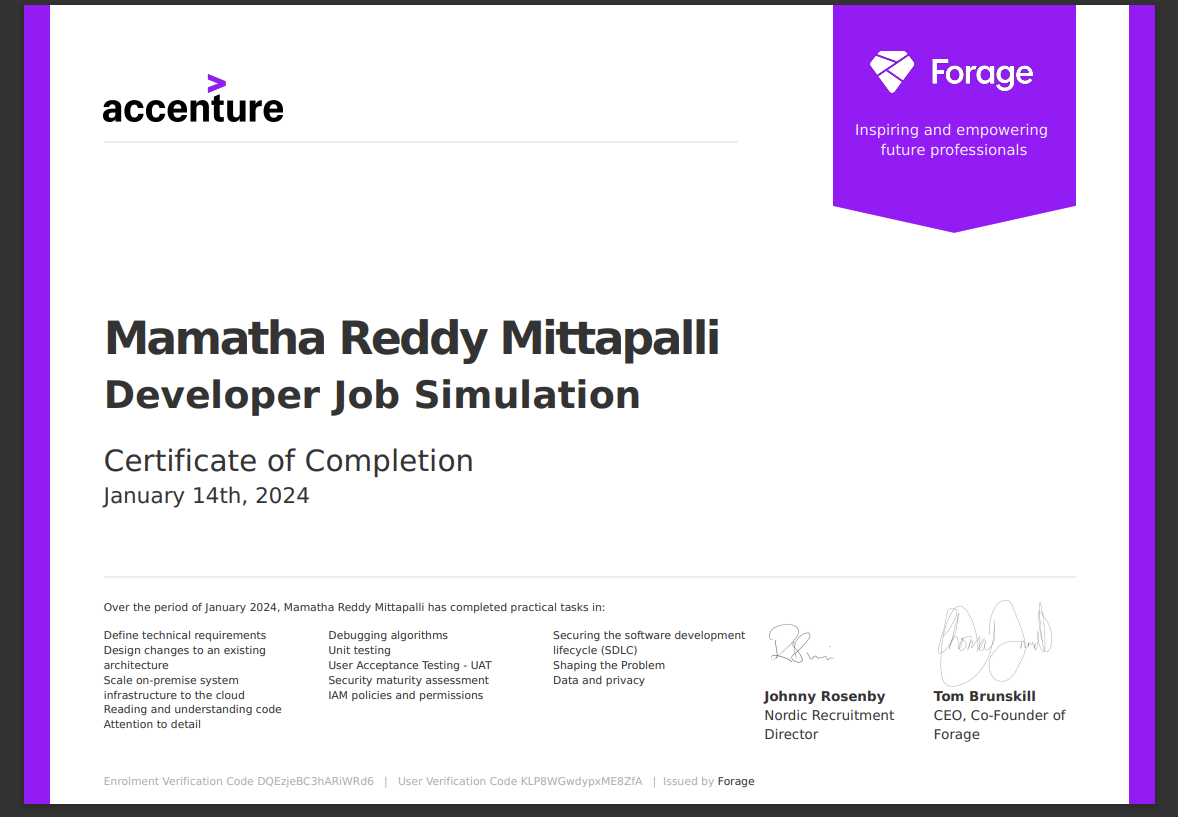 accenture
Forage
Inspiring and empowering
future professionals
Mamatha Reddy Mittapalli
Developer Job Simulation
Certificate of Completion
January 14th, 2024
Over the period of January 2024, Mamatha Reddy Mittapalli has completed practical tasks in:
Define technical requirements
Design changes to an existing
architecture
Scale on-premise system
infrastructure to the cloud
Reading and understanding code
Attention to detail
Debugging algorithms
Unit testing
User Acceptance Testing - UAT
Security maturity assessment
IAM policies and permissions
Securing the software development
lifecycle (SDLC)
Shaping the Problem
Data and privacy
Johnny Rosenby
Nordic Recruitment
Director
Tom Brunskill
CEO, Co-Founder of
Forage
Enrolment Verification Code DQEzjeBC3hARiWRd6 | User Verification Code KLP8WGwdypxME8ZfA | Issued by Forage